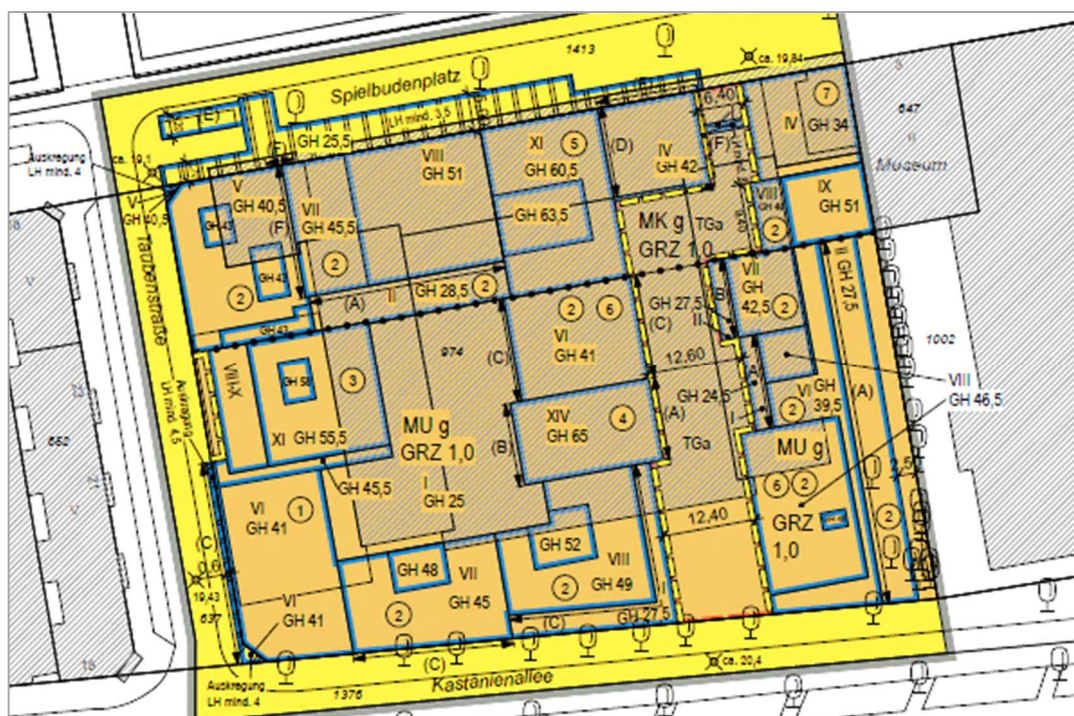 1413
ca. 19,84
Spielbudenplatz
6,40
7
3
647
(E)
LH mind. 3,5
IV
GH 34
GH 25,5
XI
5
(D)
IV
GH 42
(F)
Museum
Auskragung
LH mind. 4
ca. 19,1
VIII
GH 51
GH 60,5
V
GH 40,5
V
GH 40,5
VII
GH 45,5
GH 63,5
MK g
GRZ 1,0
TGa
VIII
2
IX
GH 51
GH 43
(F)
2
Taubenstraße
2
(A)
II
GH 28,5
2
GH 43
2
6
GH 27,5
(C)
II
VII
GH
42,5
2
II GH 27,5
974
(C)
VI
GH 41
12,60
1002
VII-X
GH 58
3
Auskragung
LH mind. 4,5
MU g
GRZ 1,0
XI
GH 55,5
XIV
GH 65
4
(A)
(B)
GH 24,5
I
TGa
VI
GH
39,5
2
(A)
VIII
GH 46,5
MU g
662
V
GH 45,5
I
GH 25
VI
GH 41
1
12,40
6
2
GRZ
1,0
2,5
2
(C)
0,6
19,43
637
GH 52
VIII
GH 49
2
GH 48
VII
GH 45
2
VI
GH 41
I
GH 27,5
(C)
(C)
Auskragung
LH mind. 4
Kastanienallee
1376
ca. 20,4